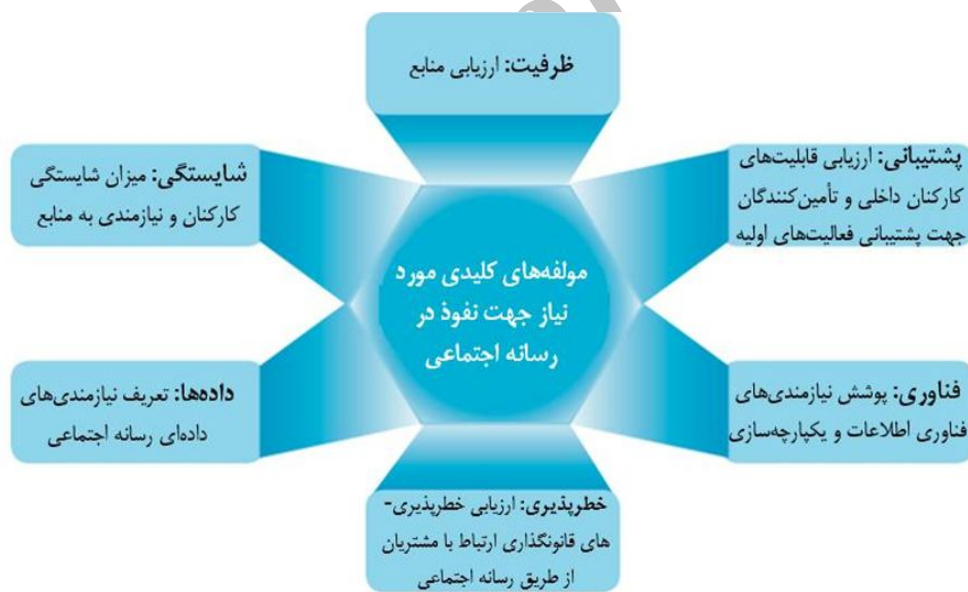 ظرفیت: ارزیابی منابع
پشتیبانی: ارزیابی قابلیت‌های
کارکنان داخلی و تأمین‌کنندگان
جهت پشتیبانی فعالیت‌های اولیه
شایستگی: میزان شایستگی
کارکنان و نیازمندی به منابع
مولفه‌های کلیدی مورد
نیاز جهت نفوذ در
رسانه اجتماعی
فناوری: پوشش نیازمندی‌های
فناوری اطلاعات و یکپارچه‌سازی
داده‌ها: تعریف نیازمندی‌های
داده‌ای رسانه اجتماعی
خطرپذیری: ارزیابی خطرپذیری-
های قانونگذاری ارتباط با مشتریان
از طریق رسانه اجتماعی